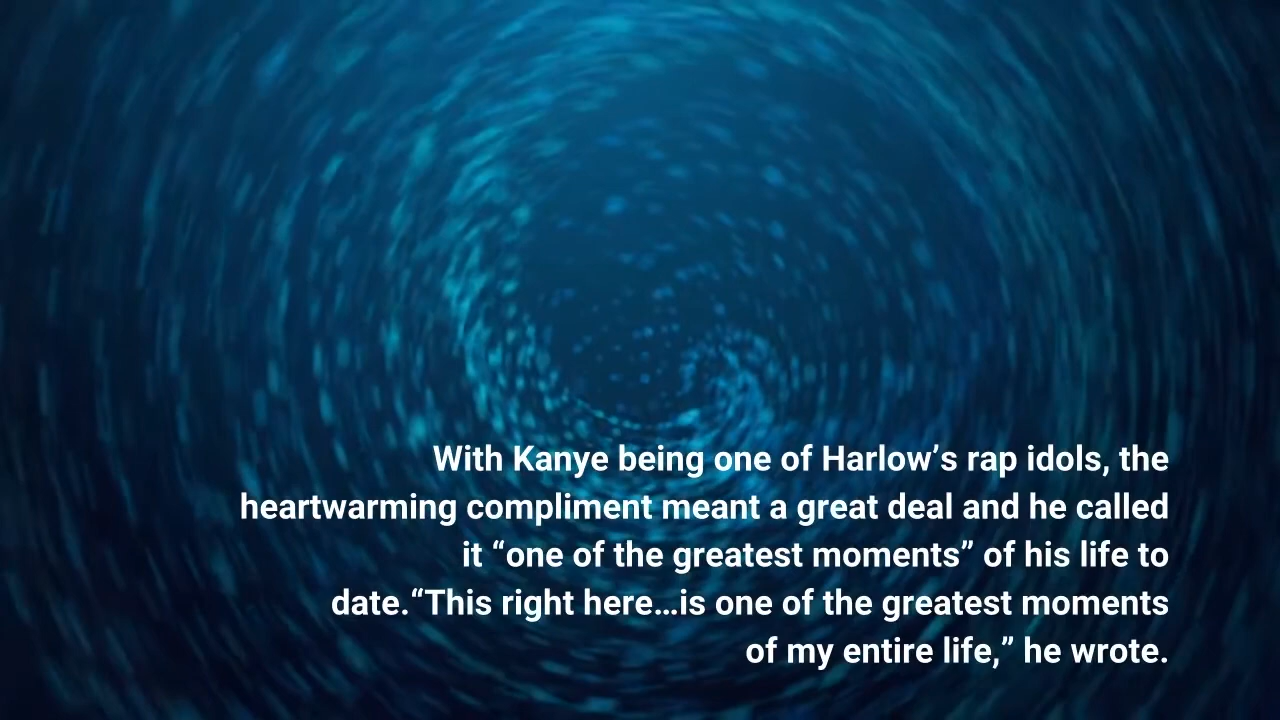 With Kanye being one of Harlow’s rap idols, the
heartwarming compliment meant a great deal and he called
it “one of the greatest moments” of his life to
date.“This right here…is one of the greatest moments
of my entire life,” he wrote.